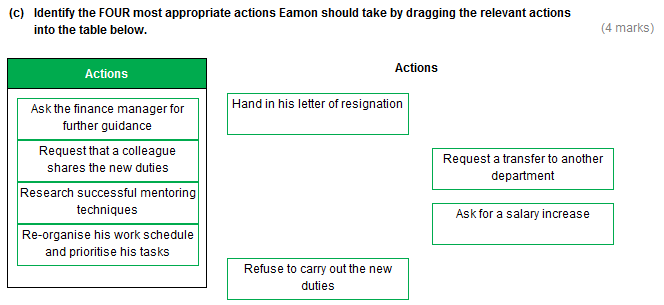 (c) Identify the FOUR most appropriate actions Eamon should take by dragging the relevant actions
into the table below.
(4 marks)
Actions
Ask the finance manager for
further guidance
Request that a colleague
shares the new duties
Research successful mentoring
techniques
Re-organise his work schedule
and prioritise his tasks
Actions
Hand in his letter of resignation
Request a transfer to another
department
Ask for a salary increase
Refuse to carry out the new
duties